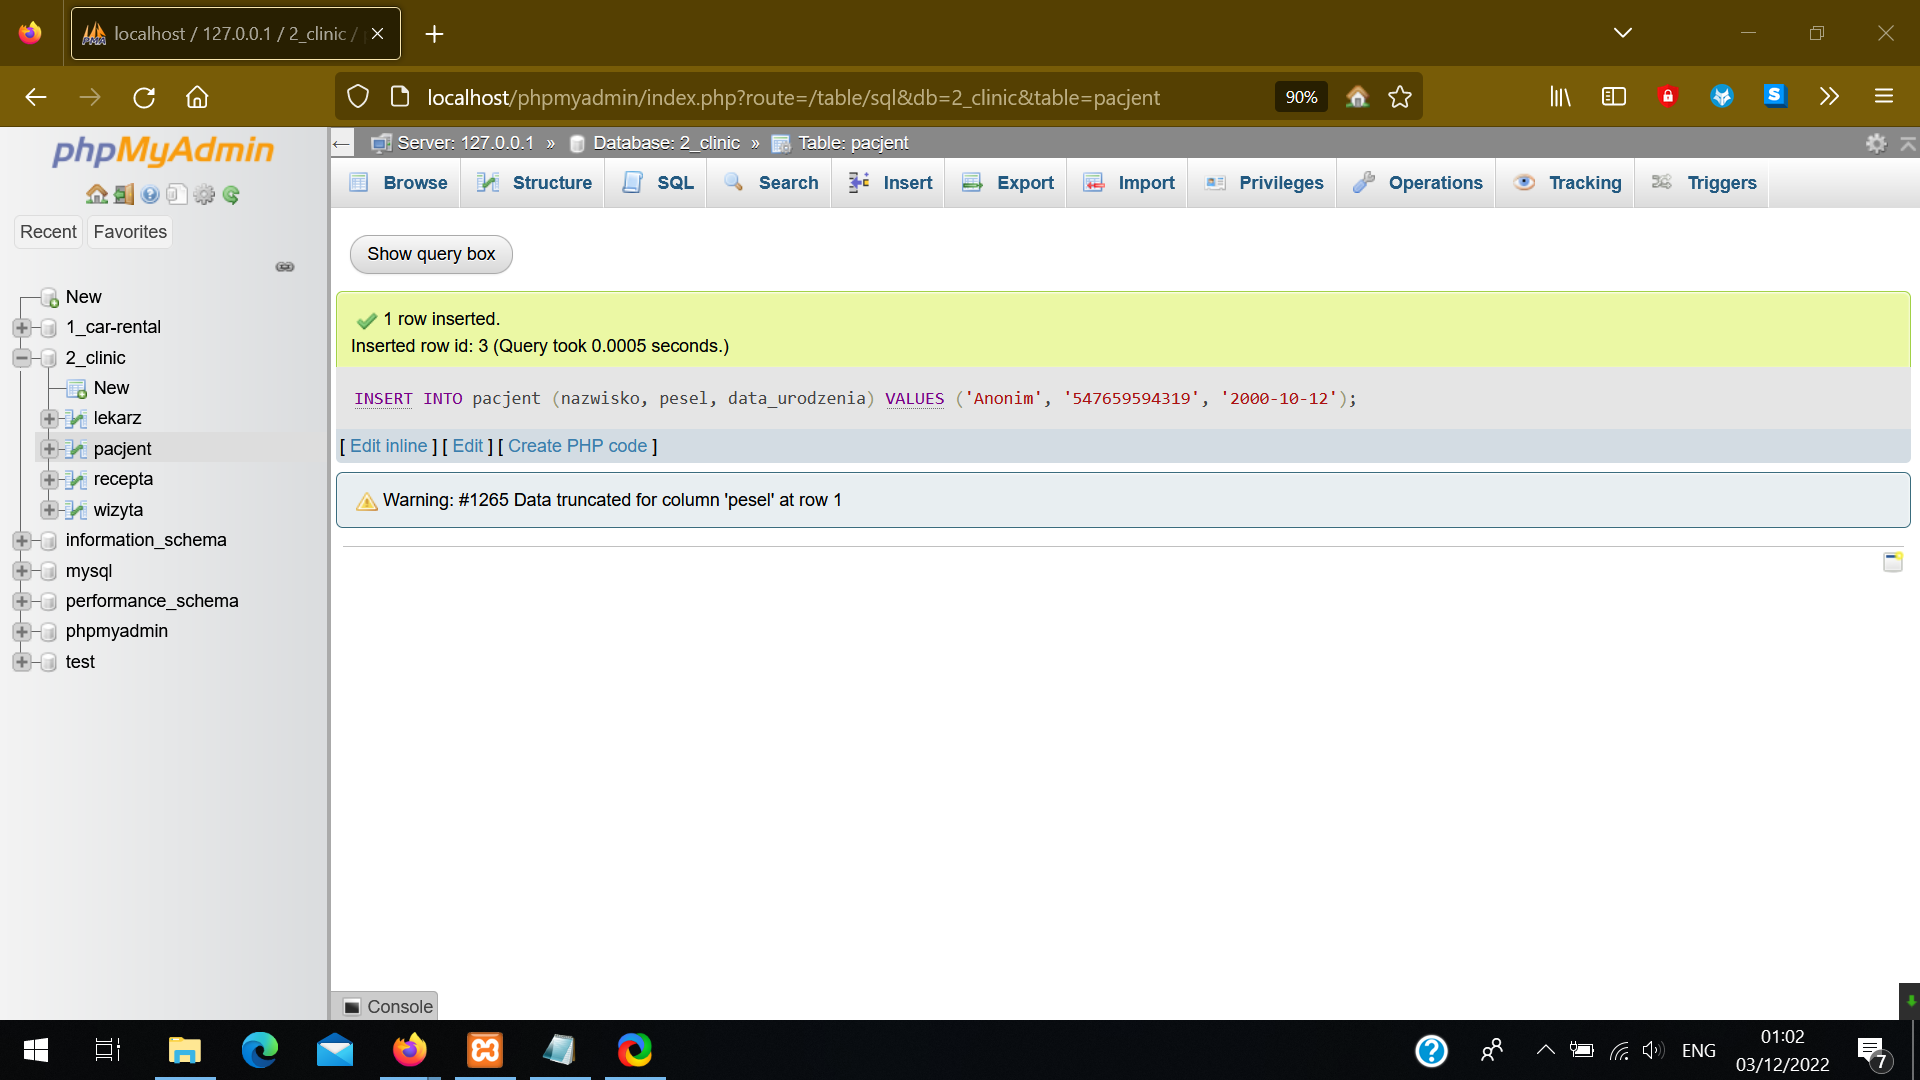 localhost / 127.0.0.1 / 2_clinic /
localhost/phpmyadmin/index.php?route=/table/sql&db=2_clinic&table=pacjent
90%
phpMyAdmin
Recent
Favorites
New
1_car-rental
2_clinic
New
lekarz
pacjent
recepta
wizyta
information_schema
mysql
performance_schema
phpmyadmin
test
Server: 127.0.0.1 » Database: 2_clinic » Table: pacjent
Browse Structure SQL Search Insert Export Import Privileges Operations Tracking Triggers
Show query box
1 row inserted.
Inserted row id: 3 (Query took 0.0005 seconds.)
INSERT INTO pacjent (nazwisko, pesel, data_urodzenia) VALUES ('Anonim', '547659594319', '2000-10-12');
[ Edit inline ] [ Edit ] [ Create PHP code ]
Warning: #1265 Data truncated for column 'pesel' at row 1
Console
ENG
01:02
03/12/2022
7